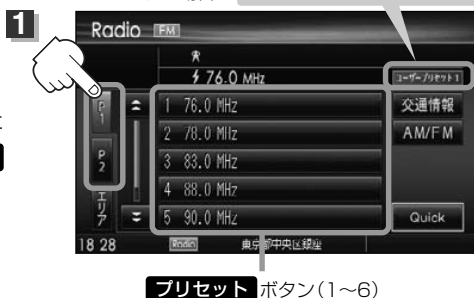 1
Radio FM
76.0 MHz
ユーザープリセット1
P1
1 76.0 MHz
交通情報
2 78.0 MHz
AM/FM
P2
3 83.0 MHz
4 88.0 MHz
エリア
5 90.0 MHz
Quick
18 28
Radio
東京都中央区銀座
プリセット ボタン(1～6)